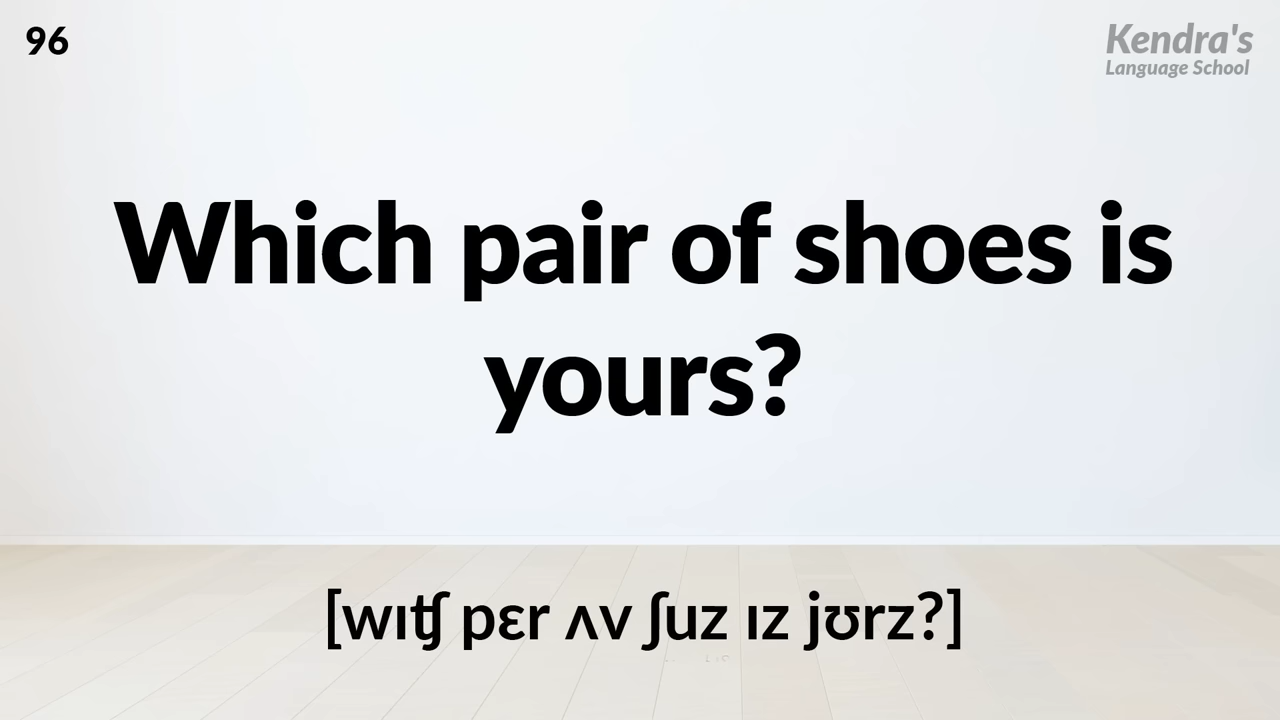 96
Kendra's
Language School
Which pair of shoes is
yours?
[wɪʧ pɛr ʌv ʃuz ɪz jʊrz?]